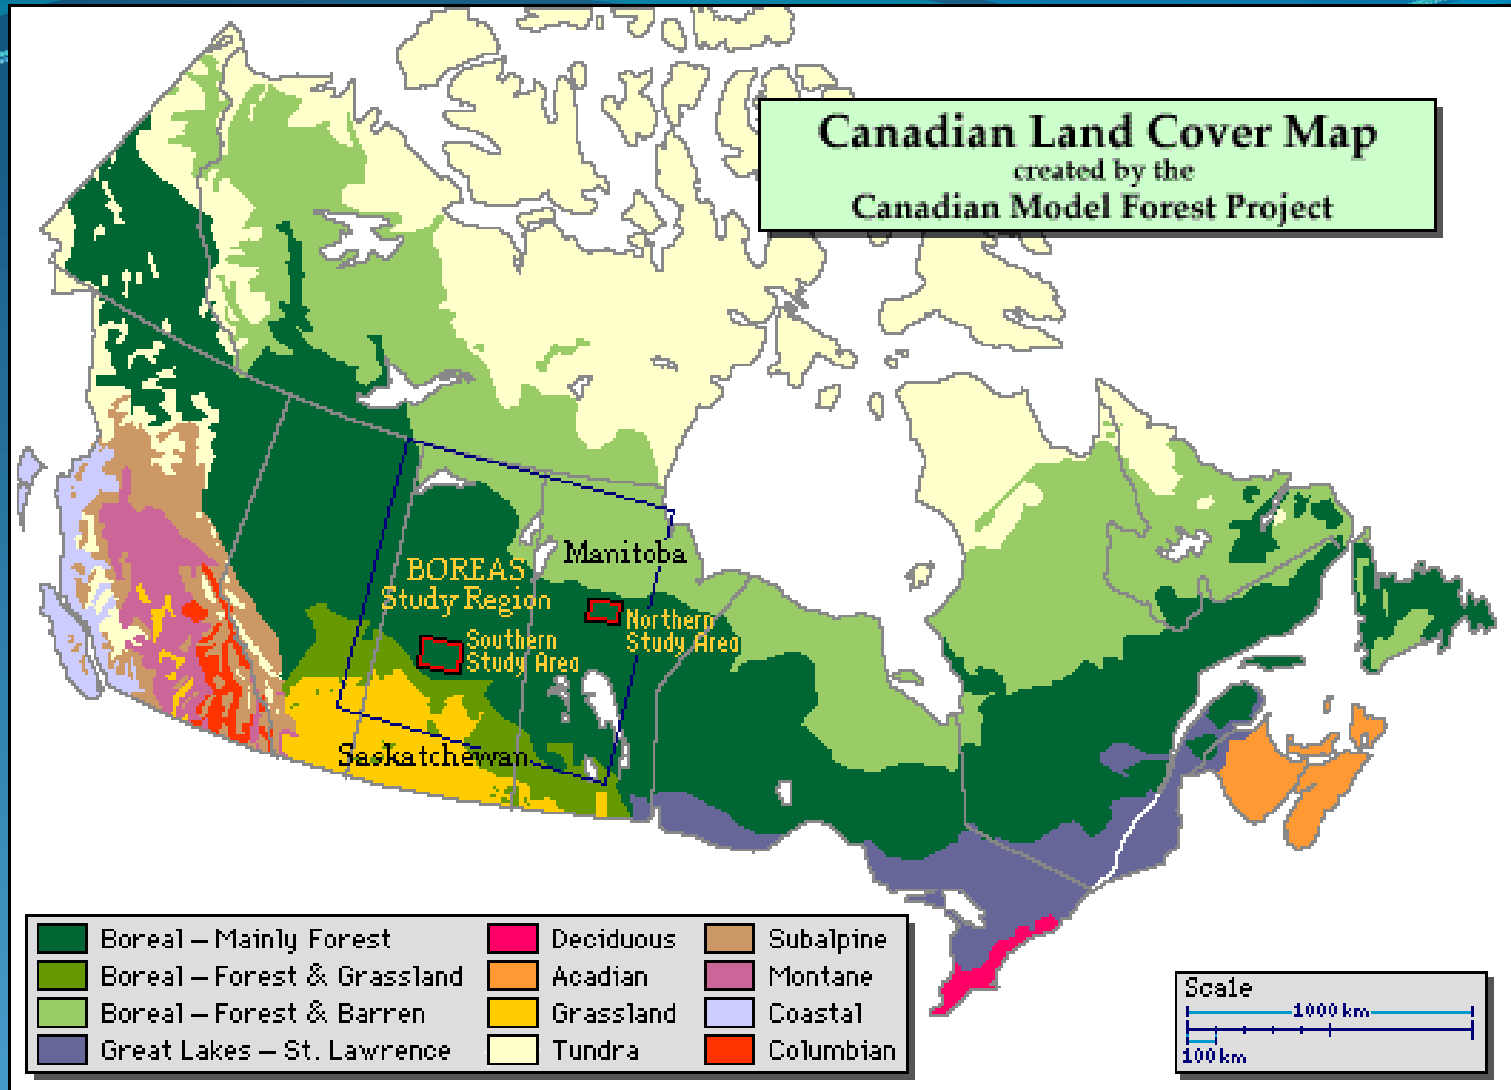 Canadian Land Cover Map
created by the
Canadian Model Forest Project
Manitoba
BOREAS
Study Region
Northern
Study Area
Southern
Study Area
Saskatchewan
Boreal – Mainly Forest
Boreal – Forest & Grassland
Boreal – Forest & Barren
Great Lakes – St. Lawrence
Deciduous
Acadian
Grassland
Tundra
Subalpine
Montane
Coastal
Columbian
Scale
1000 km
100 km